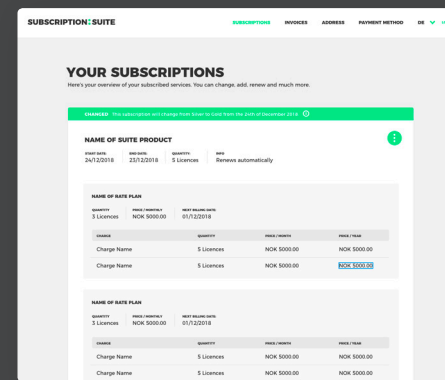 SUBSCRIPTION:SUITE
SUBSCRIPTIONS INVOICES ADDRESS PAYMENT METHOD DE
YOUR SUBSCRIPTIONS
Here's your overview of your subscribed services. You can change, add, renew and much more.
CHANGED This subscription will change from Silver to Gold from the 24th of December 2018
NAME OF SUITE PRODUCT
START DATE END DATE QUANTITY INFO
24/12/2018 23/12/2018 5 Licences Renews automatically
NAME OF RATE PLAN
QUANTITY PRICE / MONTHLY NEXT BILLING DATE
3 Licences NOK 5000.00 01/12/2018
CHARGE QUANTITY PRICE / MONTH PRICE / YEAR
Charge Name 5 Licences NOK 5000.00 NOK 5000.00
Charge Name 5 Licences NOK 5000.00 NOK 5000.00
NAME OF RATE PLAN
QUANTITY PRICE / MONTHLY NEXT BILLING DATE
3 Licences NOK 5000.00 01/12/2018
CHARGE QUANTITY PRICE / MONTH PRICE / YEAR
Charge Name 5 Licences NOK 5000.00 NOK 5000.00
Charge Name 5 Licences NOK 5000.00 NOK 5000.00